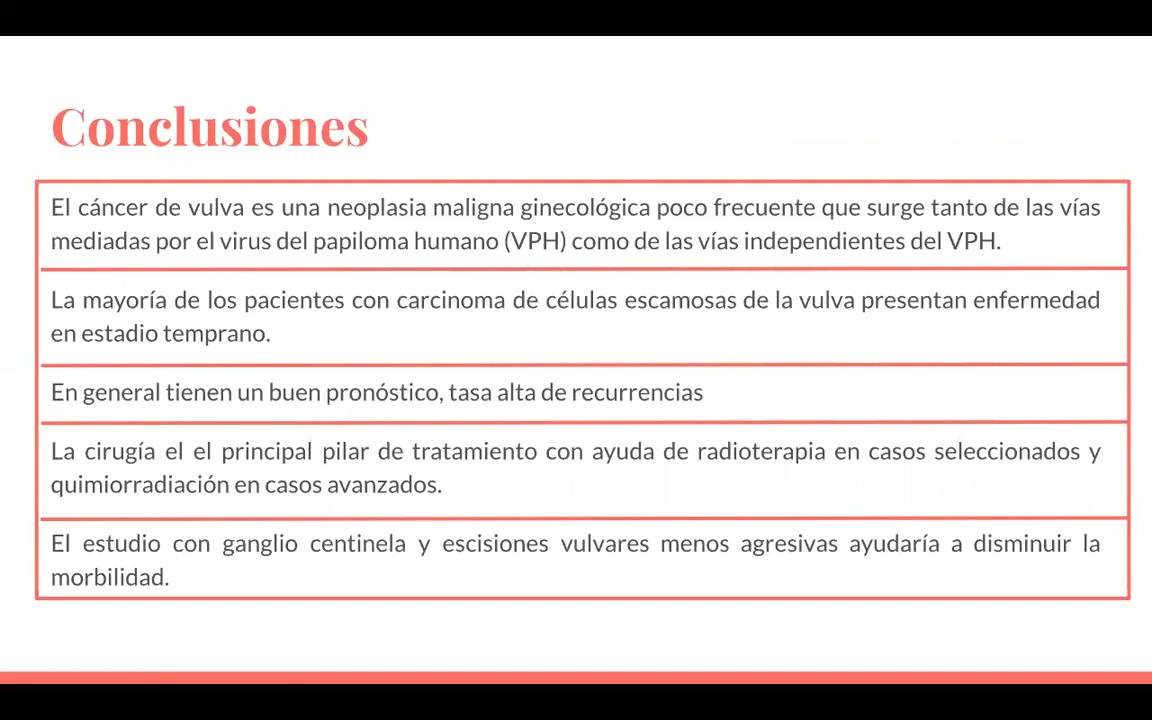 Conclusiones
El cáncer de vulva es una neoplasia maligna ginecológica poco frecuente que surge tanto de las vías
mediadas por el virus del papiloma humano (VPH) como de las vías independientes del VPH.
La mayoría de los pacientes con carcinoma de células escamosas de la vulva presentan enfermedad
en estadio temprano.
En general tienen un buen pronóstico, tasa alta de recurrencias
La cirugía el el principal pilar de tratamiento con ayuda de radioterapia en casos seleccionados y
quimiorradiación en casos avanzados.
El estudio con ganglio centinela y escisiones vulvares menos agresivas ayudaría a disminuir la
morbilidad.